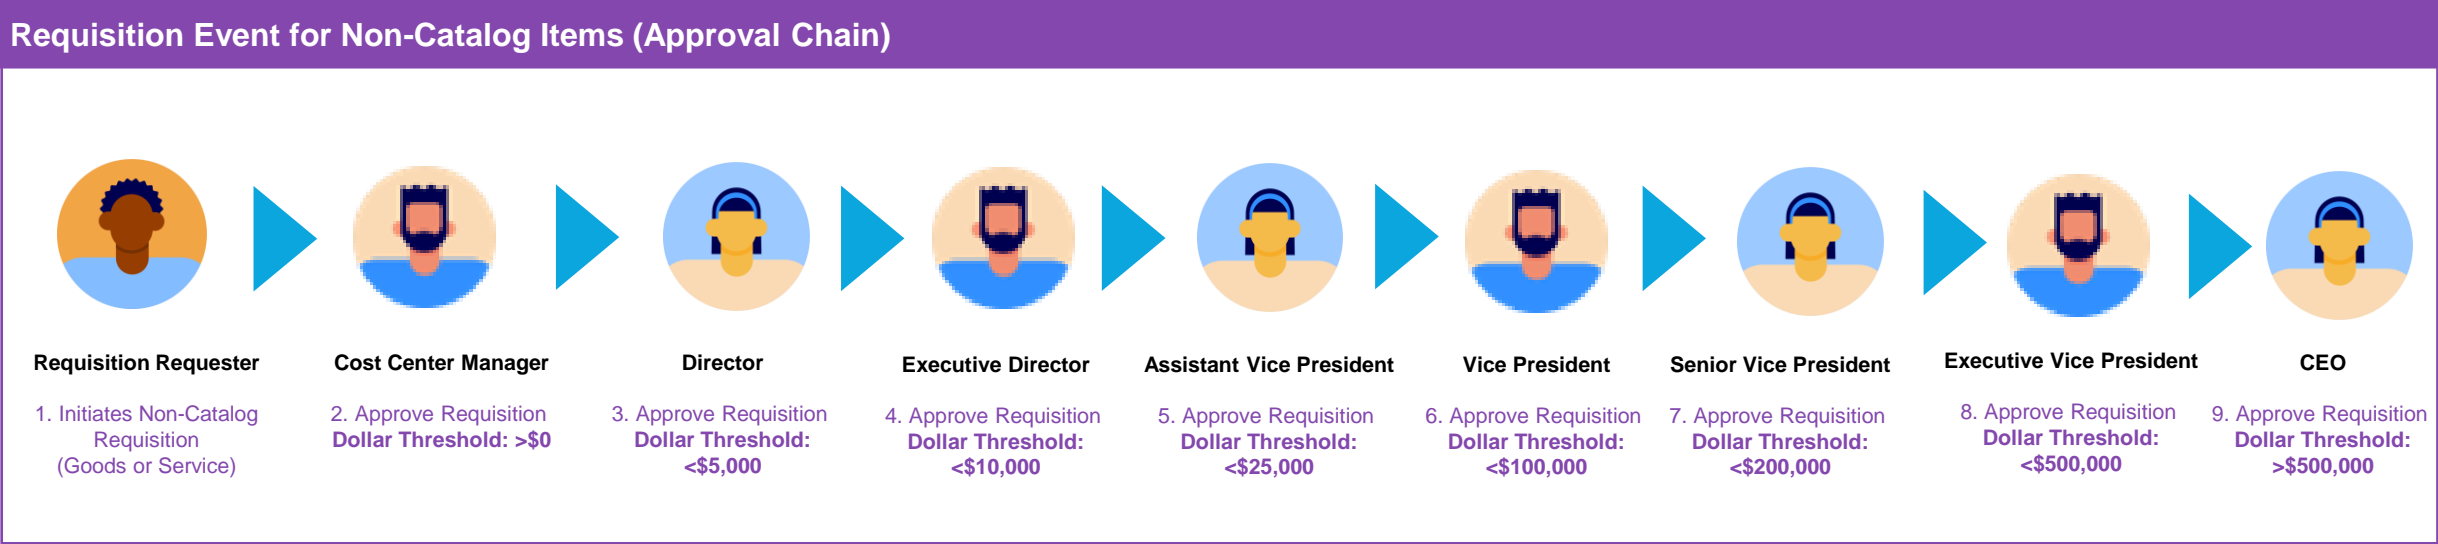 Requisition Event for Non-Catalog Items (Approval Chain)
Requisition Requester
1. Initiates Non-Catalog
Requisition
(Goods or Service)
Cost Center Manager
2. Approve Requisition
Dollar Threshold: >$0
Director
3. Approve Requisition
Dollar Threshold:
<$5,000
Executive Director
4. Approve Requisition
Dollar Threshold:
<$10,000
Assistant Vice President
5. Approve Requisition
Dollar Threshold:
<$25,000
Vice President
6. Approve Requisition
Dollar Threshold:
<$100,000
Senior Vice President
7. Approve Requisition
Dollar Threshold:
<$200,000
Executive Vice President
8. Approve Requisition
Dollar Threshold:
<$500,000
CEO
9. Approve Requisition
Dollar Threshold:
>$500,000